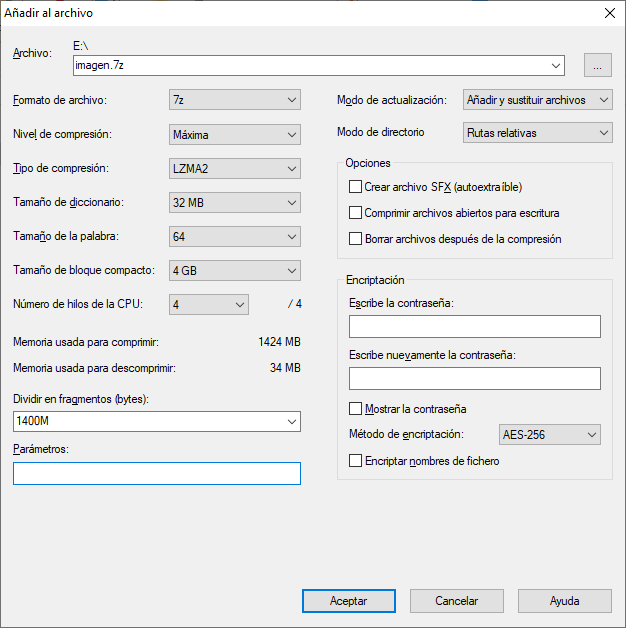 Añadir al archivo
Archivo:
E:\
imagen.7z
...
Formato de archivo: 7z
Nivel de compresión: Máxima
Tipo de compresión: LZMA2
Tamaño de diccionario: 32 MB
Tamaño de la palabra: 64
Tamaño de bloque compacto: 4 GB
Número de hilos de la CPU: 4 / 4
Memoria usada para comprimir: 1424 MB
Memoria usada para descomprimir: 34 MB
Dividir en fragmentos (bytes):
1400M
Parámetros:
Modo de actualización: Añadir y sustituir archivos
Modo de directorio Rutas relativas
Opciones
Crear archivo SFX (autoextraíble)
Comprimir archivos abiertos para escritura
Borrar archivos después de la compresión
Encriptación
Escribe la contraseña:
Escribe nuevamente la contraseña:
Mostrar la contraseña
Método de encriptación: AES-256
Encriptar nombres de fichero
Aceptar Cancelar Ayuda